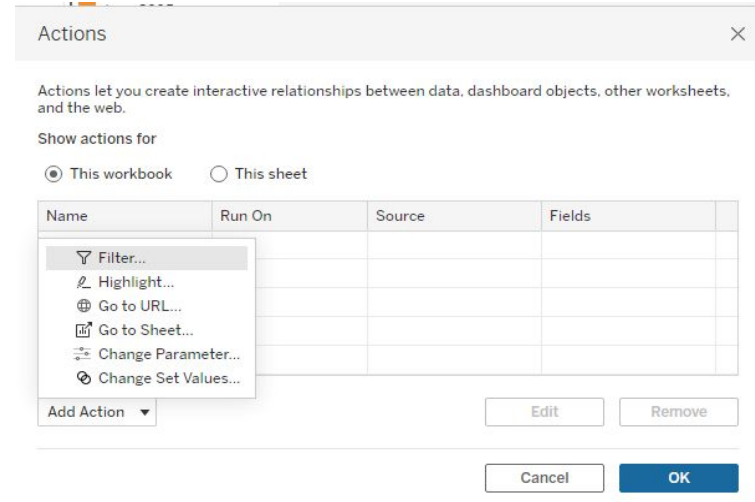 Actions
Actions let you create interactive relationships between data, dashboard objects, other worksheets,
and the web.
Show actions for
This workbook This sheet
Name Run On Source Fields
Filter...
Highlight...
Go to URL...
Go to Sheet...
Change Parameter...
Change Set Values...
Add Action Edit Remove
Cancel OK